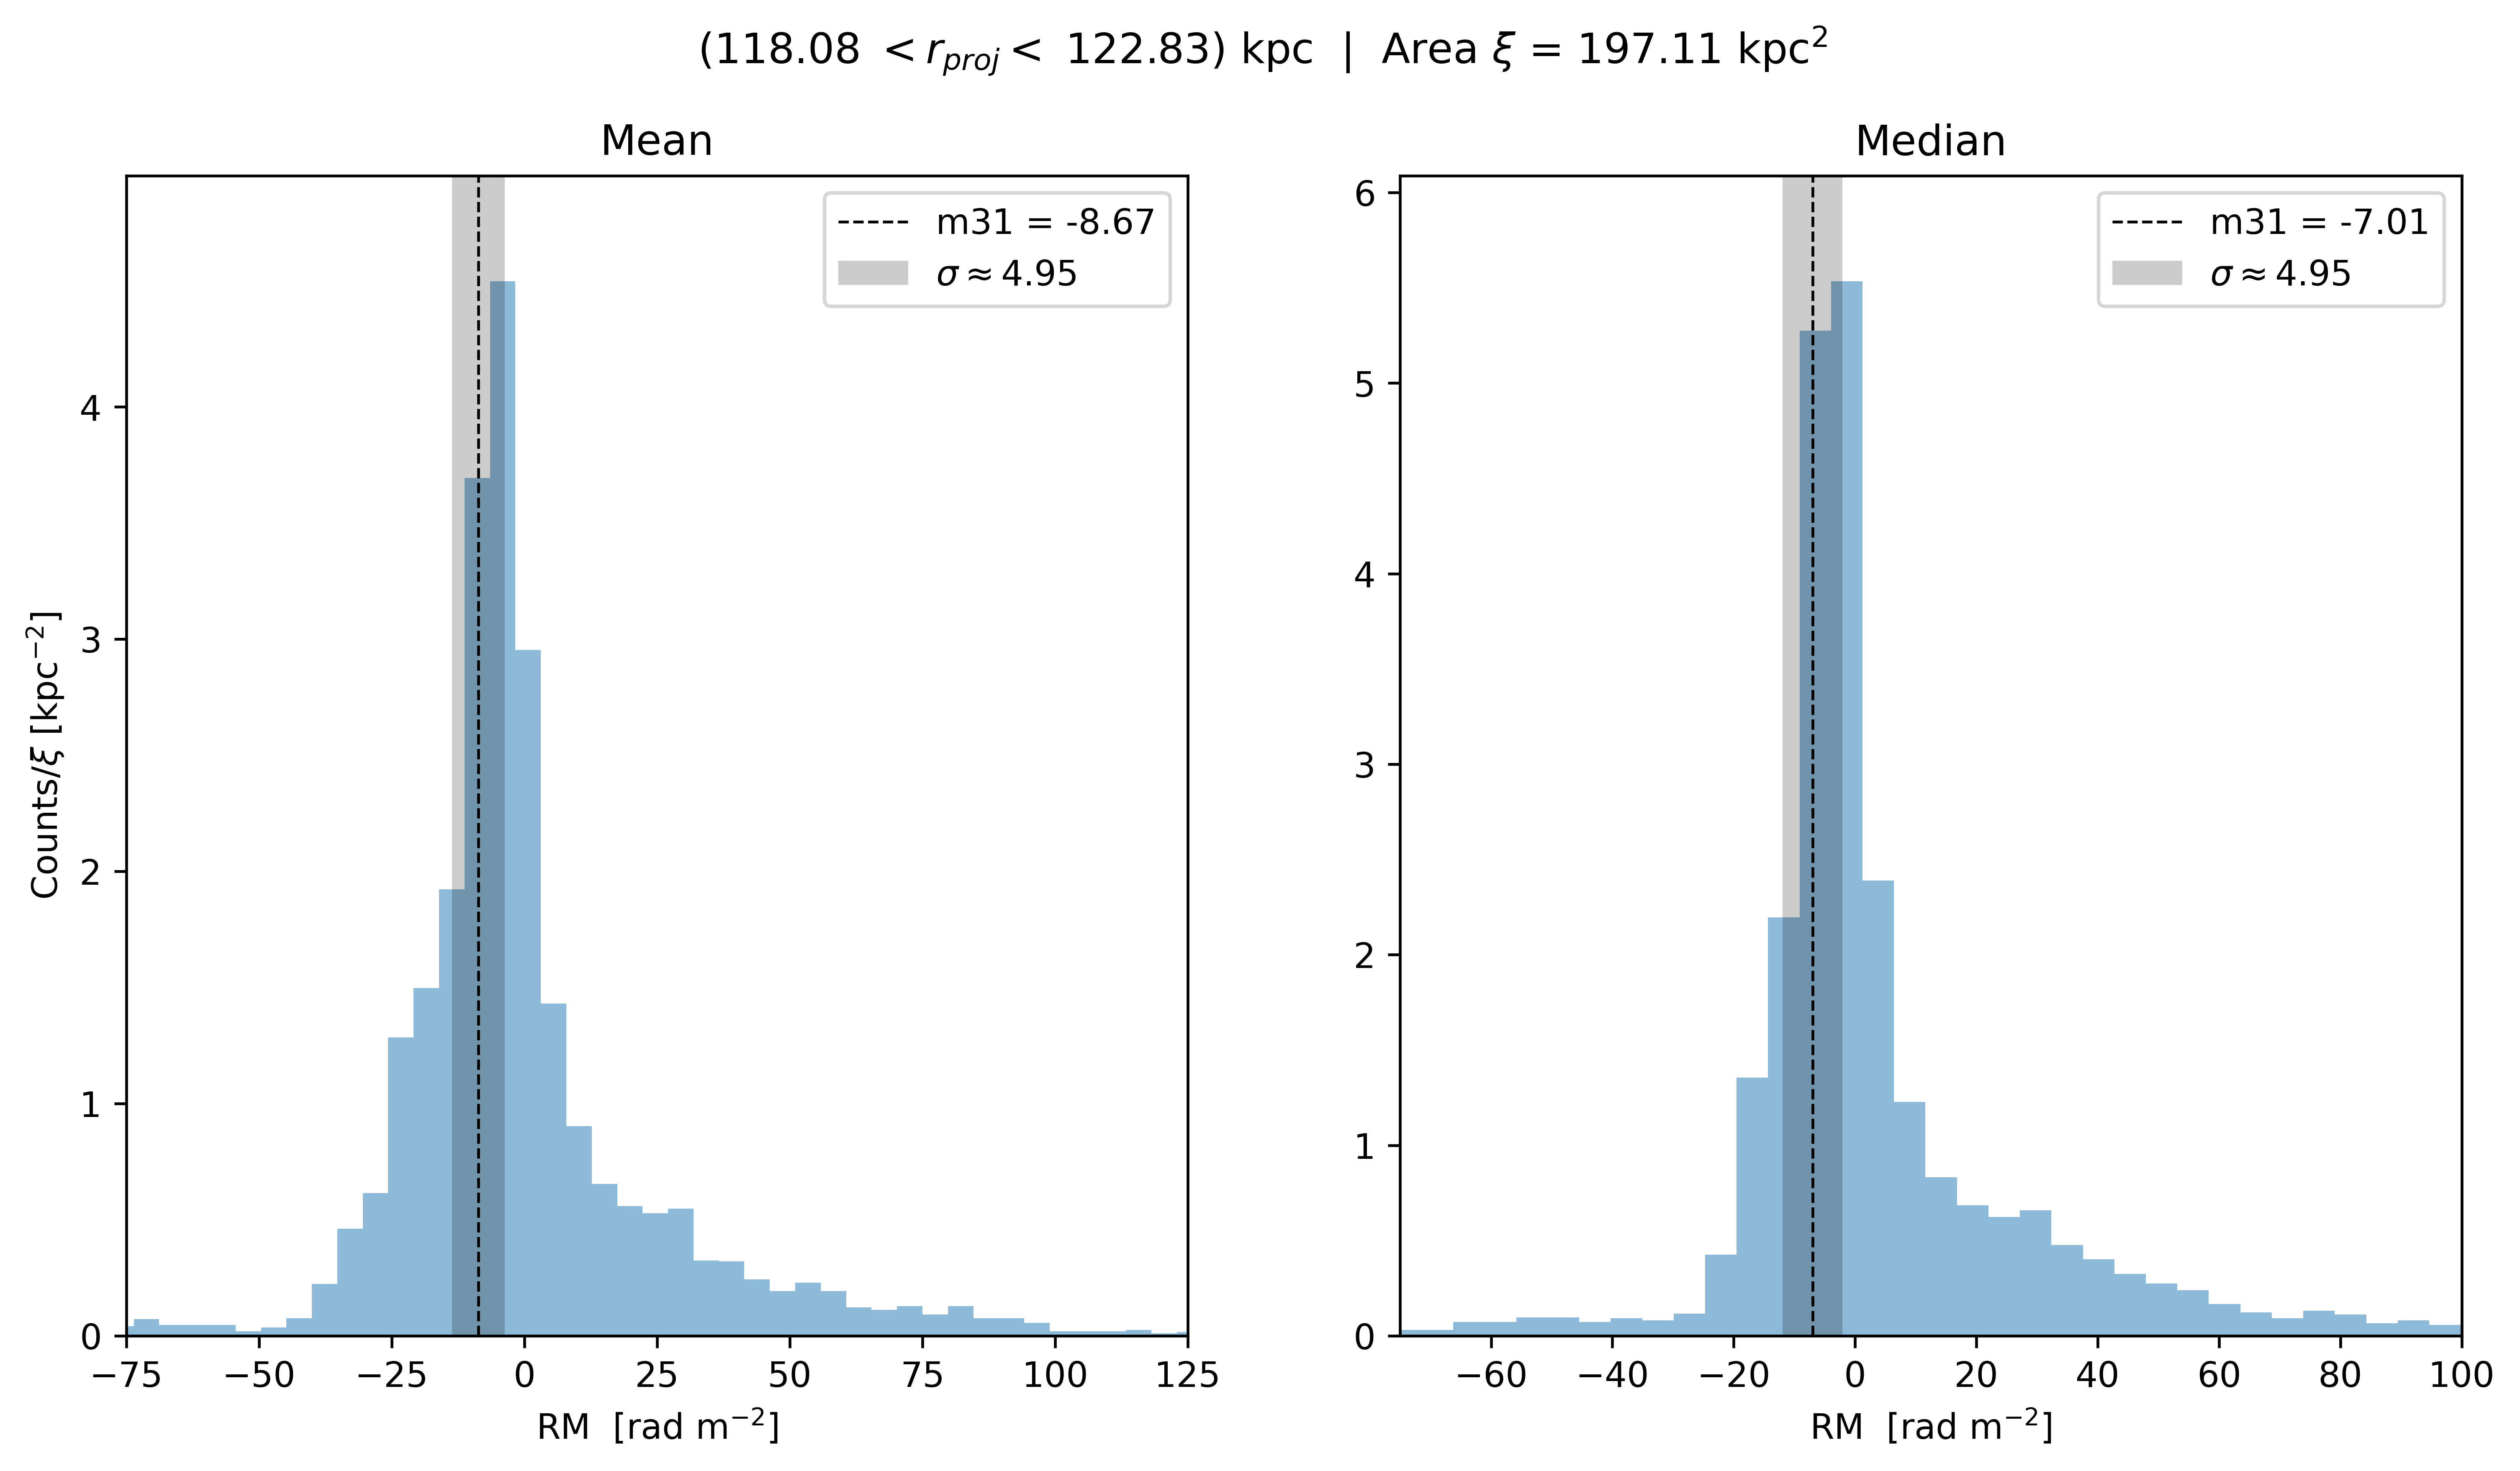 (118.08 < r_proj < 122.83) kpc | Area ξ = 197.11 kpc²
Mean
m31 = -8.67
σ ≈ 4.95
Counts/ξ [kpc⁻²]
4
3
2
1
0
−75 −50 −25 0 25 50 75 100 125
RM [rad m⁻²]
Median
m31 = -7.01
σ ≈ 4.95
6
5
4
3
2
1
0
−60 −40 −20 0 20 40 60 80 100
RM [rad m⁻²]